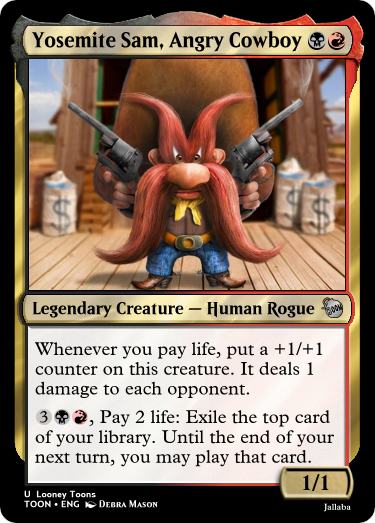 Yosemite Sam, Angry Cowboy
$ $
BOOM
Legendary Creature — Human Rogue
Whenever you pay life, put a +1/+1
counter on this creature. It deals 1
damage to each opponent.
3, Pay 2 life: Exile the top card
of your library. Until the end of your
next turn, you may play that card.
1/1
U Looney Toons
TOON • ENG Debra Mason
Jallaba